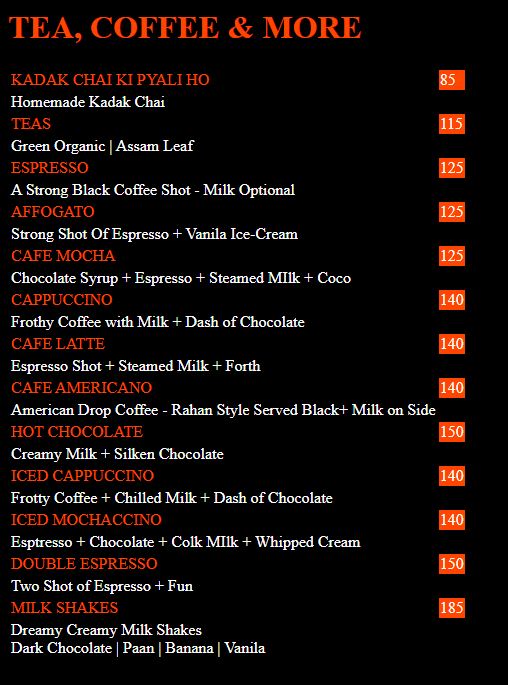 TEA, COFFEE & MORE
KADAK CHAI KI PYALI HO 85
Homemade Kadak Chai
TEAS 115
Green Organic | Assam Leaf
ESPRESSO 125
A Strong Black Coffee Shot - Milk Optional
AFFOGATO 125
Strong Shot Of Espresso + Vanila Ice-Cream
CAFE MOCHA 125
Chocolate Syrup + Espresso + Steamed MIlk + Coco
CAPPUCCINO 140
Frothy Coffee with Milk + Dash of Chocolate
CAFE LATTE 140
Espresso Shot + Steamed Milk + Forth
CAFE AMERICANO 140
American Drop Coffee - Rahan Style Served Black+ Milk on Side
HOT CHOCOLATE 150
Creamy Milk + Silken Chocolate
ICED CAPPUCCINO 140
Frotty Coffee + Chilled Milk + Dash of Chocolate
ICED MOCHACCINO 140
Esptresso + Chocolate + Colk MIlk + Whipped Cream
DOUBLE ESPRESSO 150
Two Shot of Espresso + Fun
MILK SHAKES 185
Dreamy Creamy Milk Shakes
Dark Chocolate | Paan | Banana | Vanila